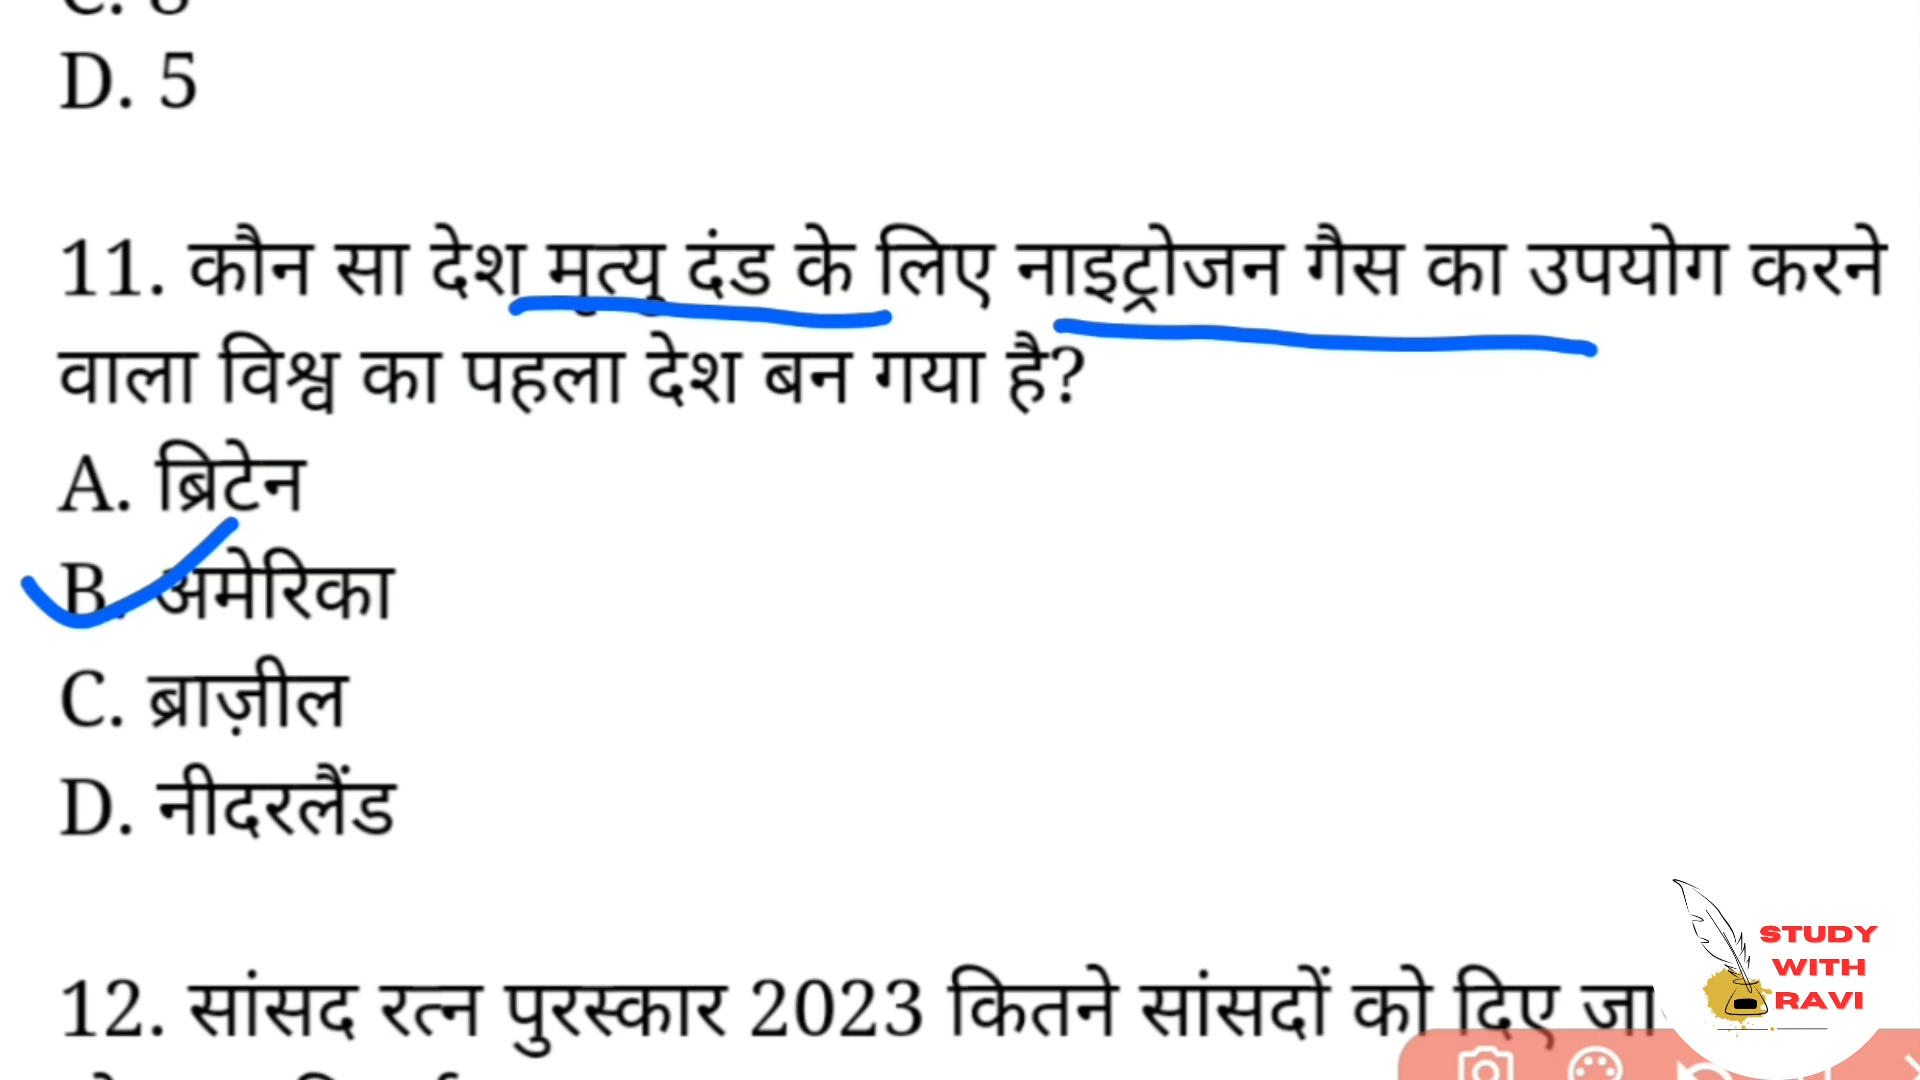 C. 8
D. 5
11. कौन सा देश मृत्यु दंड के लिए नाइट्रोजन गैस का उपयोग करने
वाला विश्व का पहला देश बन गया है?
A. ब्रिटेन
B. अमेरिका
C. ब्राज़ील
D. नीदरलैंड
12. सांसद रत्न पुरस्कार 2023 कितने सांसदों को दिए जा
STUDY
WITH
RAVI